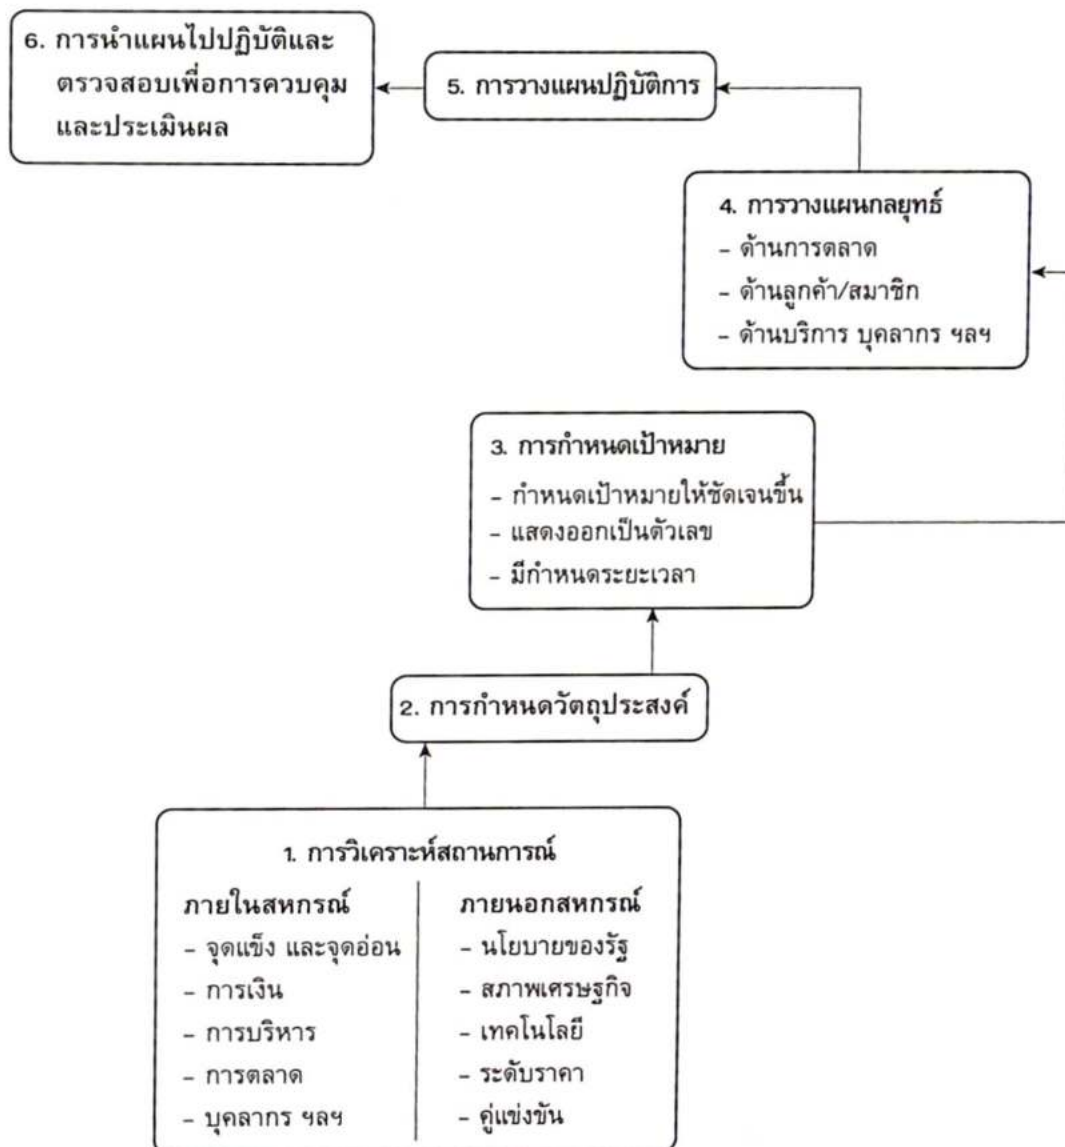 6. การนำแผนไปปฏิบัติและ
ตรวจสอบเพื่อการควบคุม
และประเมินผล
5. การวางแผนปฏิบัติการ
4. การวางแผนกลยุทธ์
- ด้านการตลาด
- ด้านลูกค้า/สมาชิก
- ด้านบริการ บุคลากร ฯลฯ
3. การกำหนดเป้าหมาย
- กำหนดเป้าหมายให้ชัดเจนขึ้น
- แสดงออกเป็นตัวเลข
- มีกำหนดระยะเวลา
2. การกำหนดวัตถุประสงค์
1. การวิเคราะห์สถานการณ์
ภายในสหกรณ์
- จุดแข็ง และจุดอ่อน
- การเงิน
- การบริหาร
- การตลาด
- บุคลากร ฯลฯ
ภายนอกสหกรณ์
- นโยบายของรัฐ
- สภาพเศรษฐกิจ
- เทคโนโลยี
- ระดับราคา
- คู่แข่งขัน